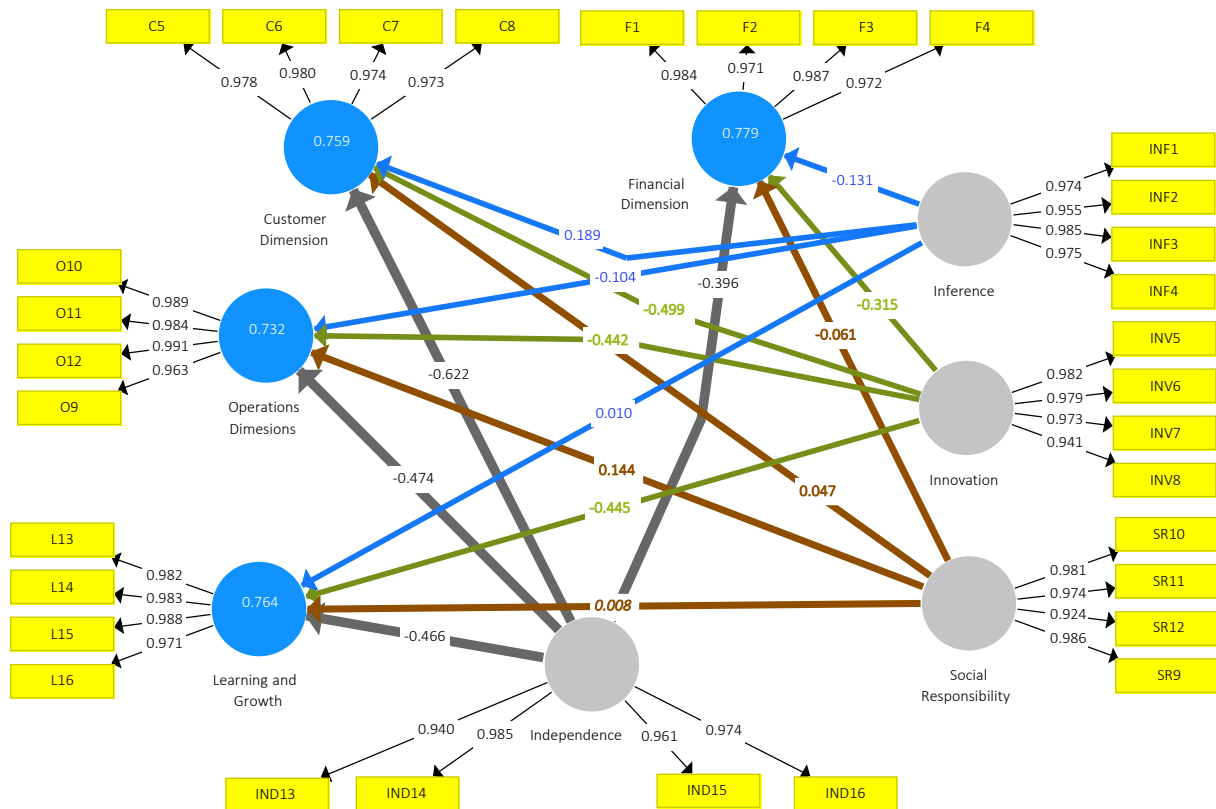 C5
C6
C7
C8
F1
F2
F3
F4
0.978
0.980
0.974
0.973
0.984
0.971
0.987
0.972
0.759
0.779
Customer
Dimension
Financial
Dimension
-0.131
INF1
INF2
INF3
INF4
0.974
0.955
0.985
0.975
Inference
0.189
-0.104
-0.396
-0.499
-0.442
-0.315
-0.061
O10
O11
O12
O9
0.989
0.984
0.991
0.963
0.732
Operations
Dimesions
-0.622
0.010
INV5
INV6
INV7
INV8
0.982
0.979
0.973
0.941
Innovation
-0.474
0.144
0.047
-0.445
L13
L14
L15
L16
0.982
0.983
0.988
0.971
0.764
Learning and
Growth
0.008
-0.466
SR10
SR11
SR12
SR9
0.981
0.974
0.924
0.986
Social
Responsibility
Independence
0.940
0.985
0.961
0.974
IND13
IND14
IND15
IND16